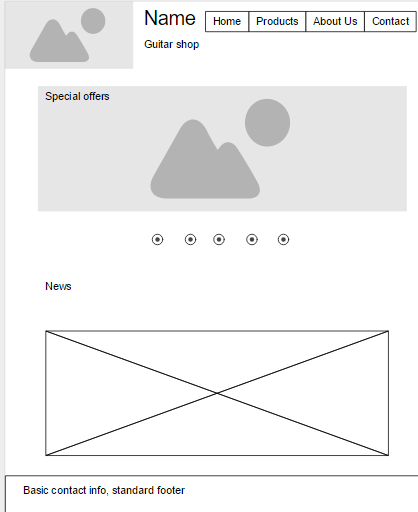 Name
Home Products About Us Contact
Guitar shop
Special offers
News
Basic contact info, standard footer